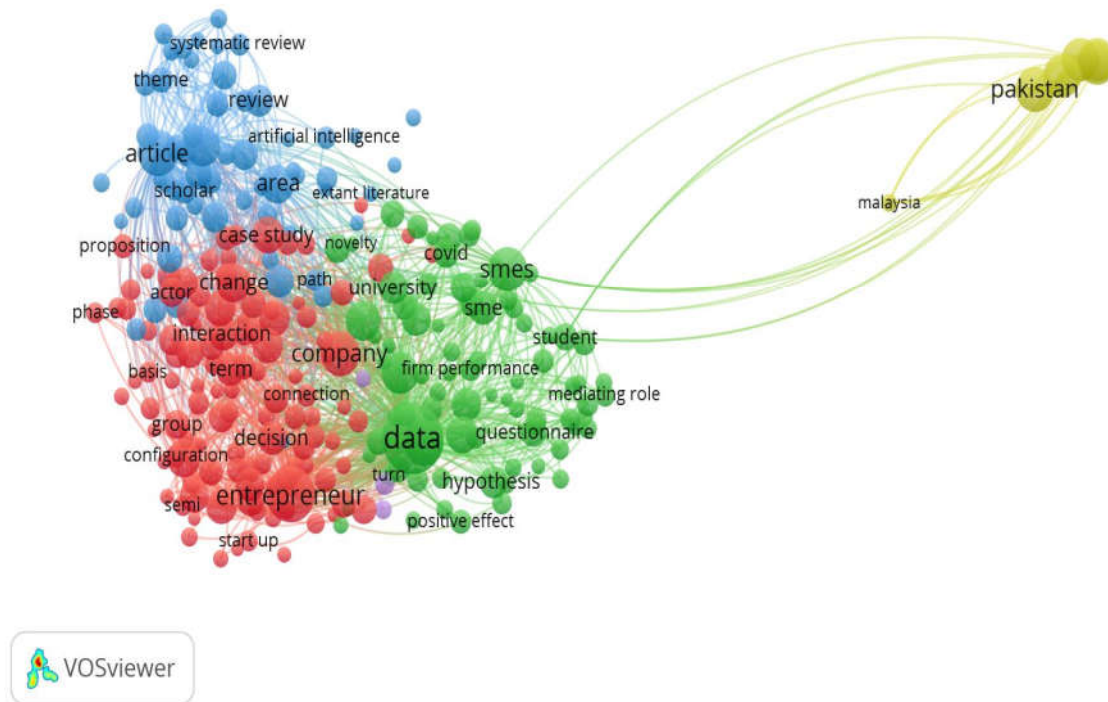 systematic review
theme
review
pakistan
artificial intelligence
article
scholar
area
extant literature
malaysia
case study
proposition
novelty
covid
smes
change
path
actor
university
sme
phase
interaction
student
company
term
firm performance
basis
connection
mediating role
group
decision
data
questionnaire
configuration
turn
hypothesis
semi
entrepreneur
positive effect
start up
VOSviewer